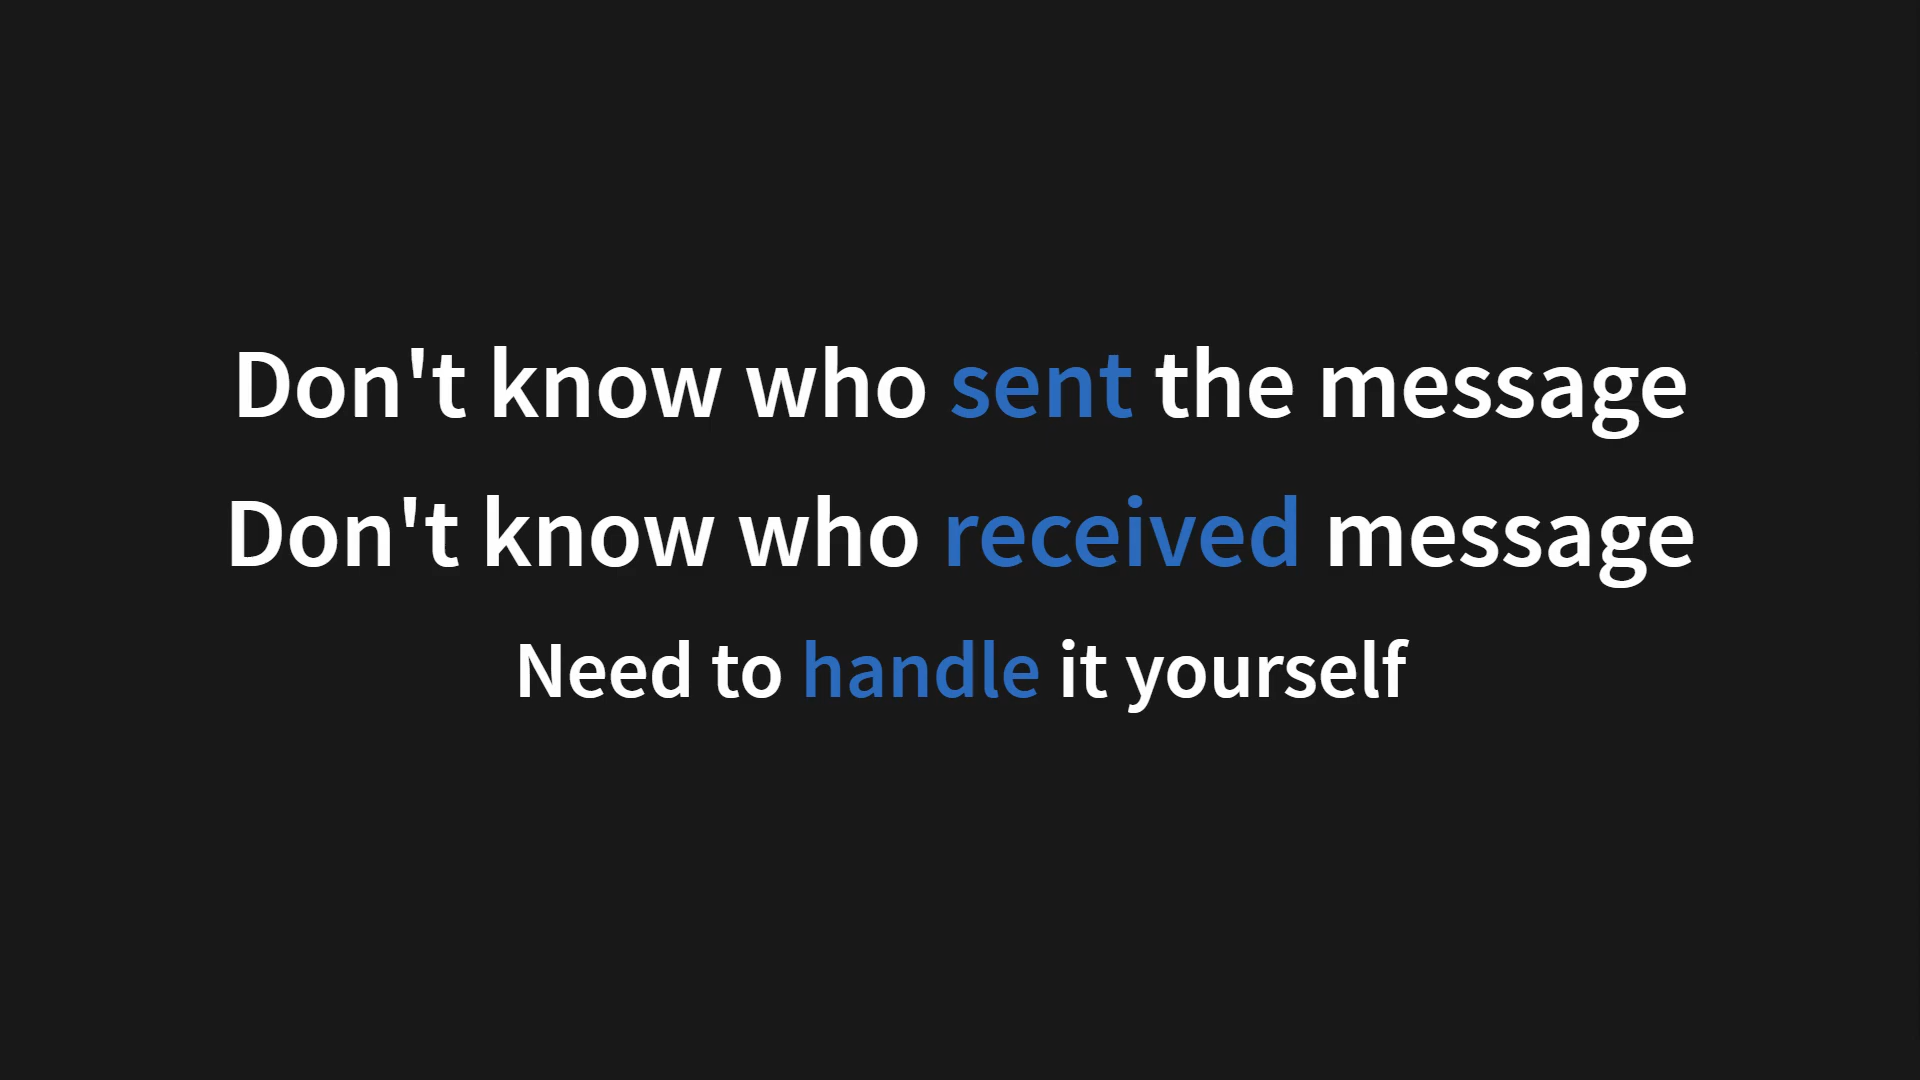 Don't know who sent the message
Don't know who received message
Need to handle it yourself